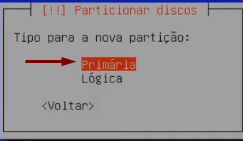 [!!] Particionar discos
Tipo para a nova partição:
Primária
Lógica
<Voltar>